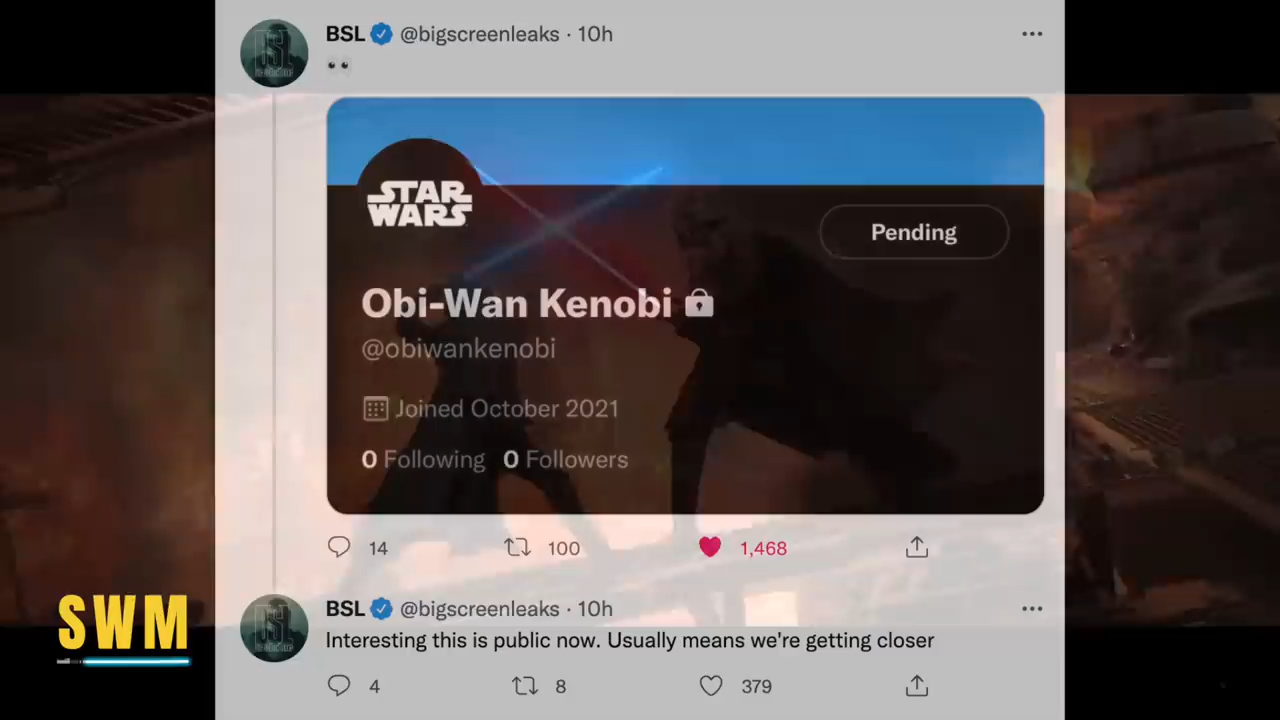 BSL @bigscreenleaks · 10h
👀
STAR
WARS
Pending
Obi-Wan Kenobi
@obiwankenobi
Joined October 2021
0 Following 0 Followers
14 100 1,468
BSL @bigscreenleaks · 10h
Interesting this is public now. Usually means we're getting closer
4 8 379
SWM